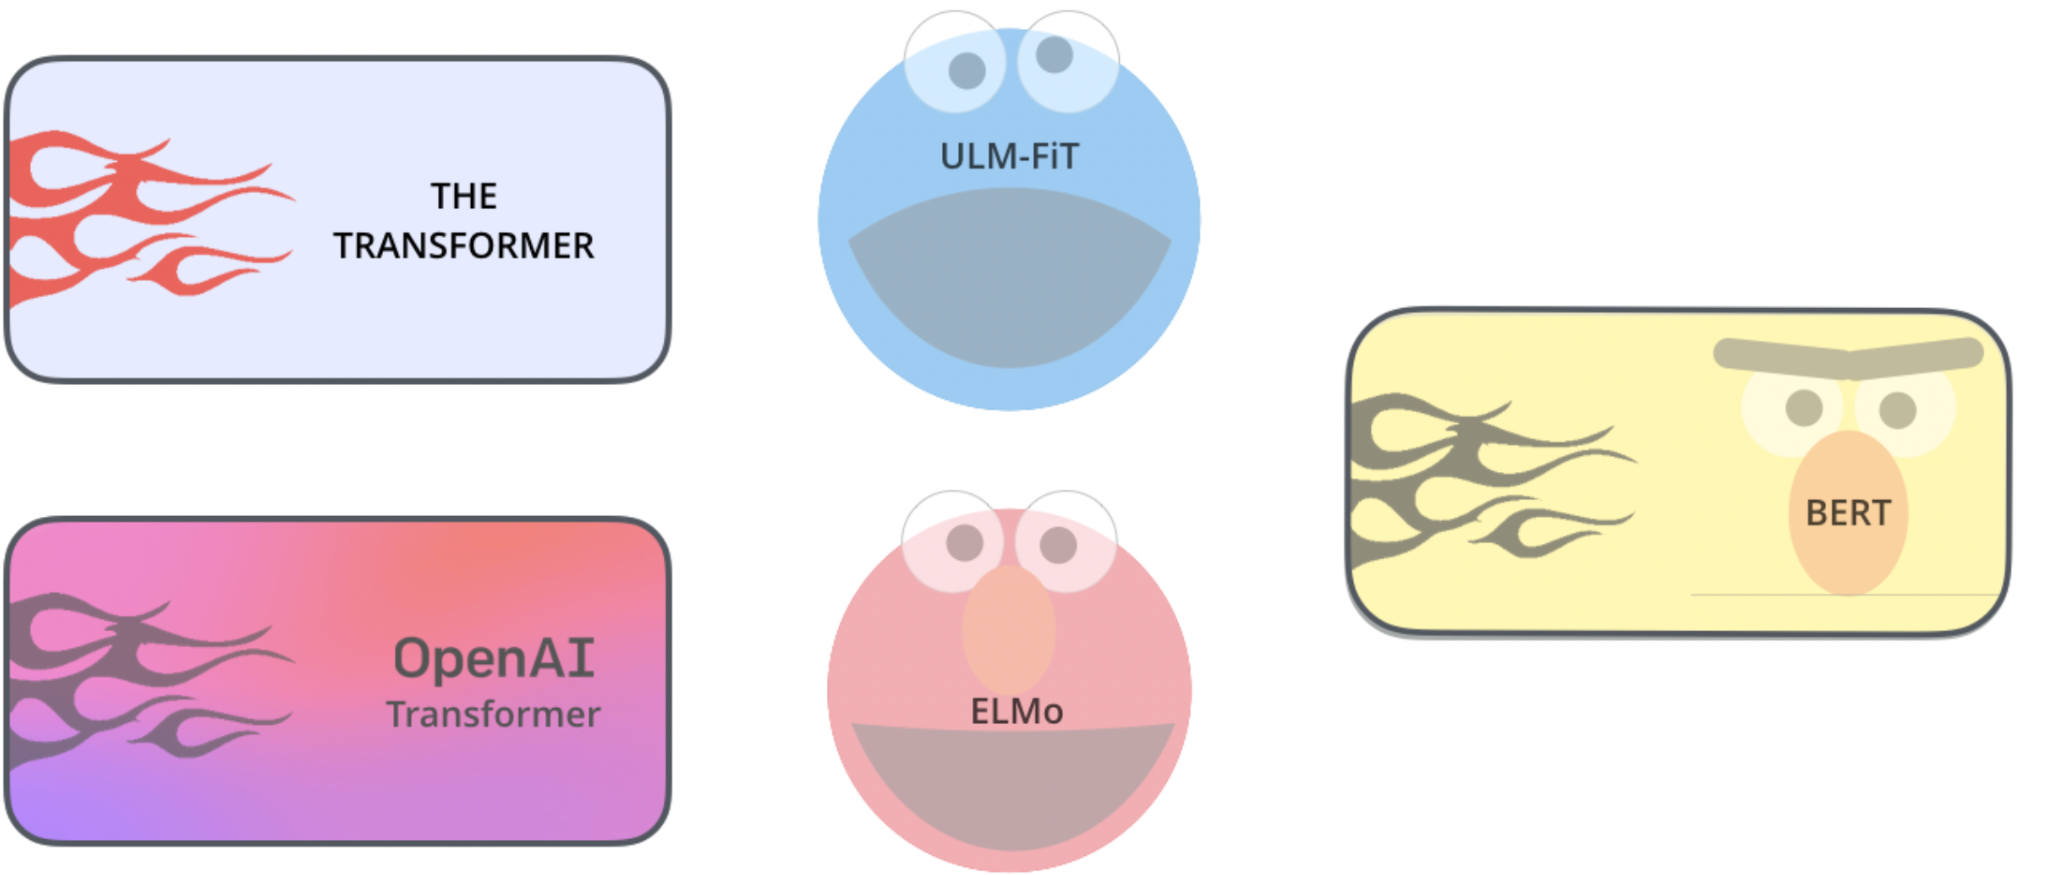 THE
TRANSFORMER
ULM-FiT
OpenAI
Transformer
ELMo
BERT